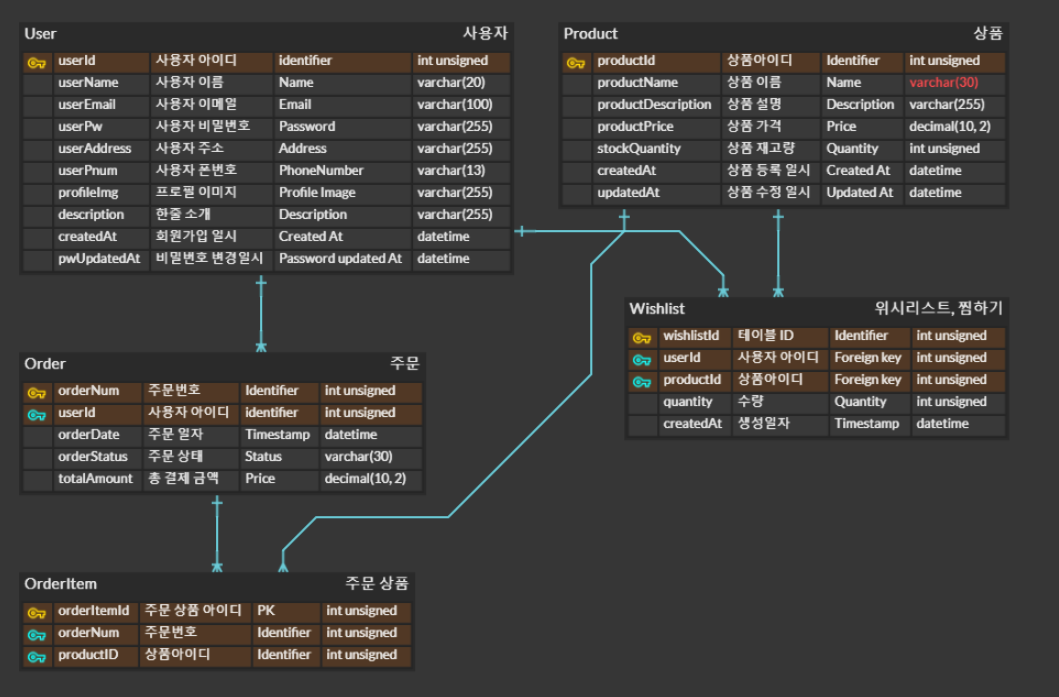 User 사용자
userId 사용자 아이디 identifier int unsigned
userName 사용자 이름 Name varchar(20)
userEmail 사용자 이메일 Email varchar(100)
userPw 사용자 비밀번호 Password varchar(255)
userAddress 사용자 주소 Address varchar(255)
userPnum 사용자 폰번호 PhoneNumber varchar(13)
profileImg 프로필 이미지 Profile Image varchar(255)
description 한줄 소개 Description varchar(255)
createdAt 회원가입 일시 Created At datetime
pwUpdatedAt 비밀번호 변경일시 Password updated At datetime
Product 상품
productId 상품아이디 Identifier int unsigned
productName 상품 이름 Name varchar(30)
productDescription 상품 설명 Description varchar(255)
productPrice 상품 가격 Price decimal(10, 2)
stockQuantity 상품 재고량 Quantity int unsigned
createdAt 상품 등록 일시 Created At datetime
updatedAt 상품 수정 일시 Updated At datetime
Wishlist 위시리스트, 찜하기
wishlistId 테이블 ID Identifier int unsigned
userId 사용자 아이디 Foreign key int unsigned
productId 상품아이디 Foreign key int unsigned
quantity 수량 Quantity int unsigned
createdAt 생성일자 Timestamp datetime
Order 주문
orderNum 주문번호 Identifier int unsigned
userId 사용자 아이디 identifier int unsigned
orderDate 주문 일자 Timestamp datetime
orderStatus 주문 상태 Status varchar(30)
totalAmount 총 결제 금액 Price decimal(10, 2)
OrderItem 주문 상품
orderItemId 주문 상품 아이디 PK int unsigned
orderNum 주문번호 Identifier int unsigned
productID 상품아이디 Identifier int unsigned